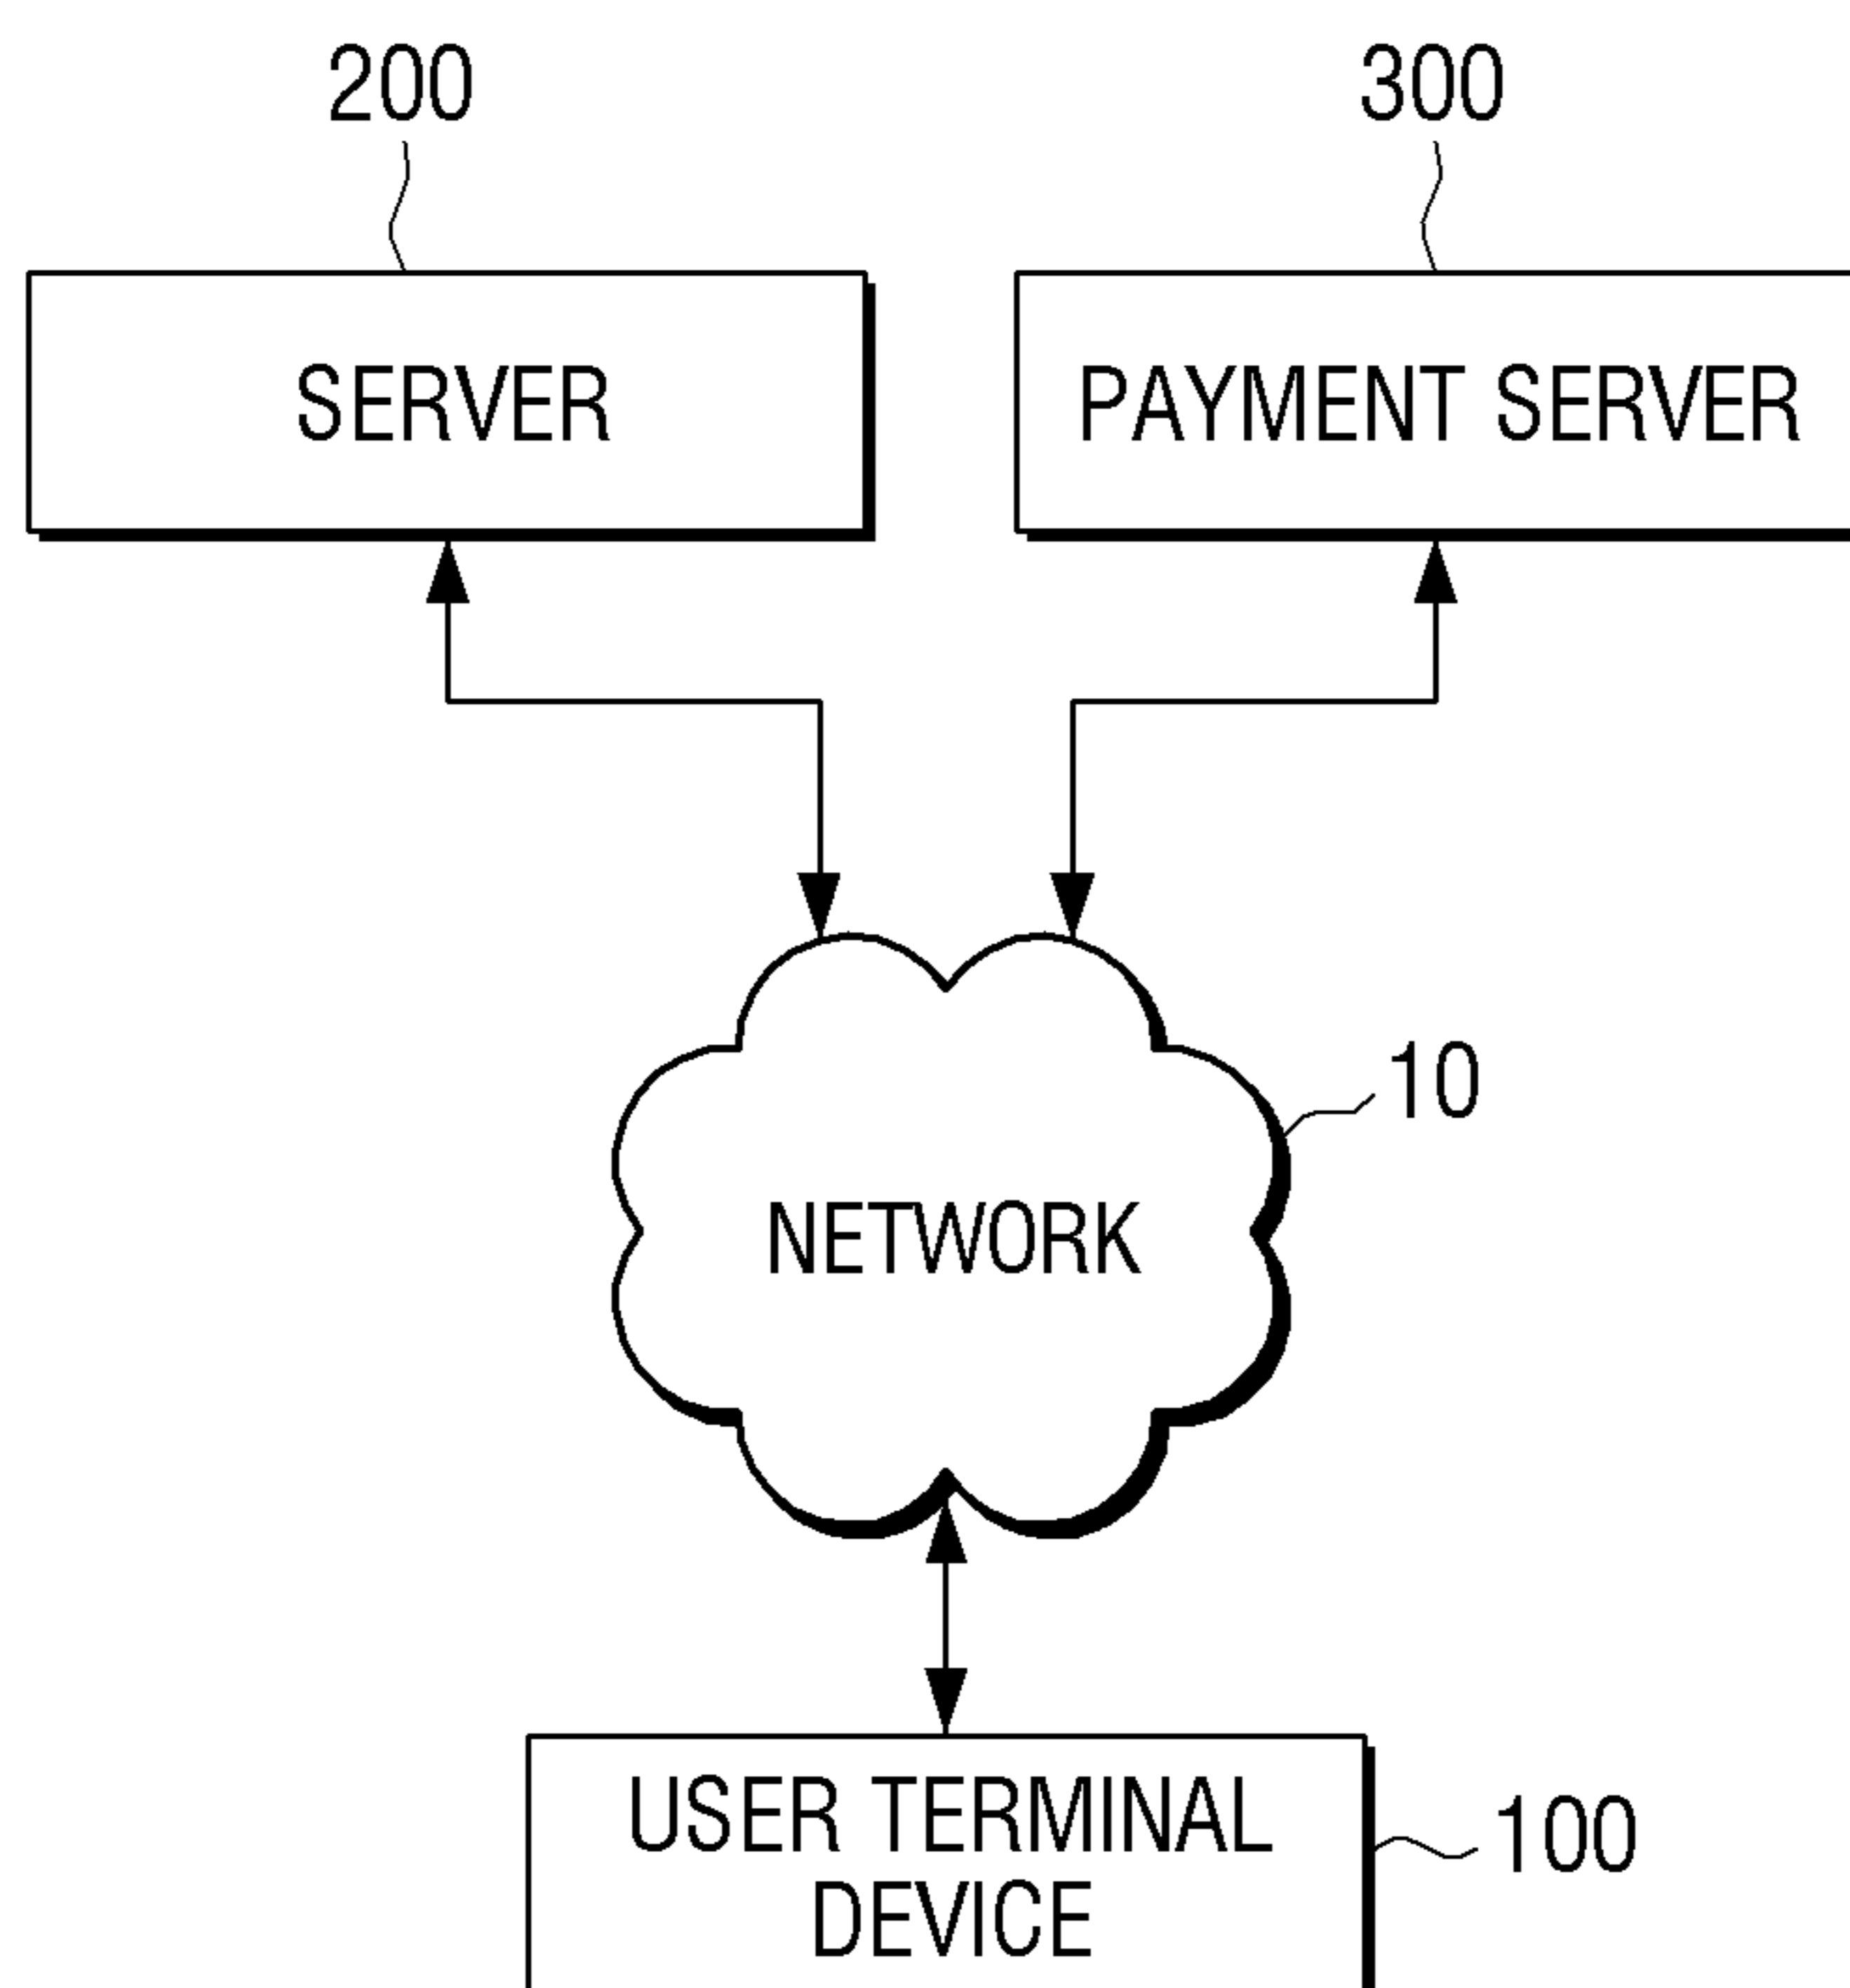 200
300
SERVER
PAYMENT SERVER
10
NETWORK
USER TERMINAL
DEVICE
100